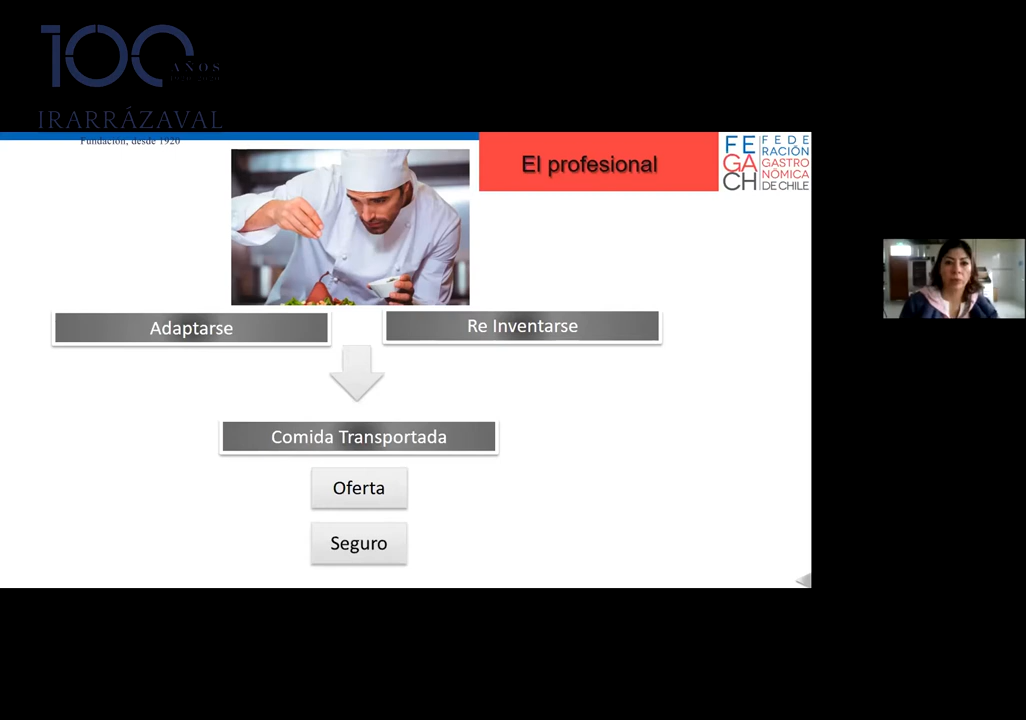 100
AÑOS
IRARRÁZAVAL
Fundación, desde 1920
El profesional
FE
GA
CH
FEDE
RACIÓN
GASTRO
NÓMICA
DE CHILE
Adaptarse
Re Inventarse
Comida Transportada
Oferta
Seguro